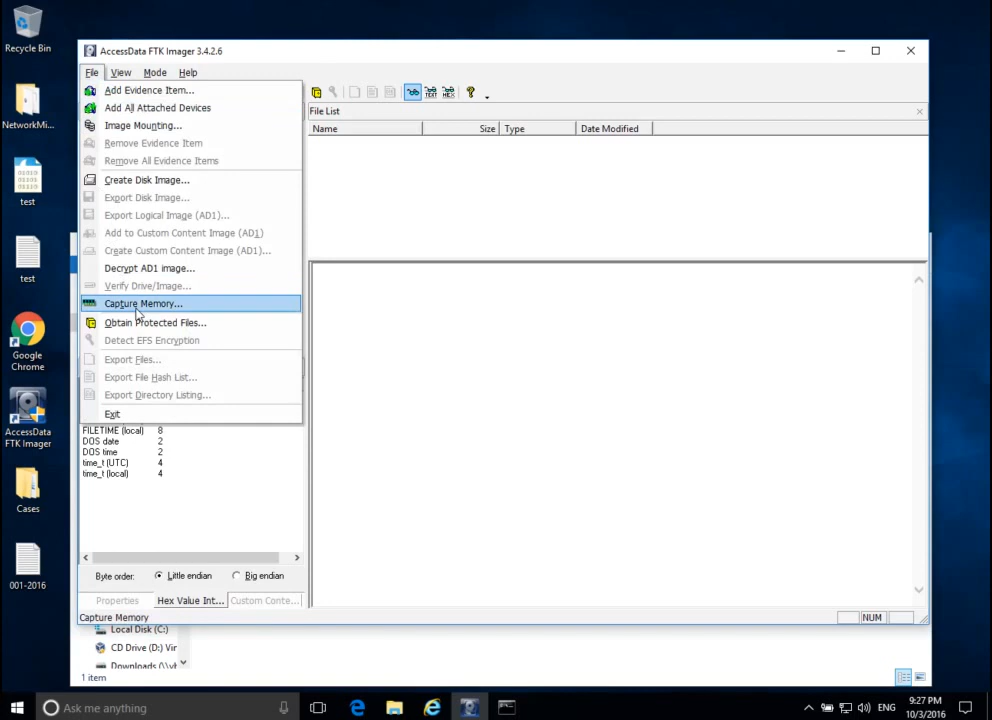 Recycle Bin
NetworkMi...
test
test
Google
Chrome
AccessData
FTK Imager
Cases
001-2016
AccessData FTK Imager 3.4.2.6
File View Mode Help
Add Evidence Item...
Add All Attached Devices
Image Mounting...
Remove Evidence Item
Remove All Evidence Items
Create Disk Image...
Export Disk Image...
Export Logical Image (AD1)...
Add to Custom Content Image (AD1)
Create Custom Content Image (AD1)...
Decrypt AD1 image...
Verify Drive/Image...
Capture Memory...
Obtain Protected Files...
Detect EFS Encryption
Export Files...
Export File Hash List...
Export Directory Listing...
Exit
File List
Name Size Type Date Modified
FILETIME (local) 8
DOS date 2
DOS time 2
time_t (UTC) 4
time_t (local) 4
Byte order: Little endian Big endian
Properties Hex Value Int... Custom Conte...
Capture Memory NUM
Local Disk (C:)
CD Drive (D:) Vir
Downloads (\\vb
1 item
Ask me anything
ENG
9:27 PM
10/3/2016